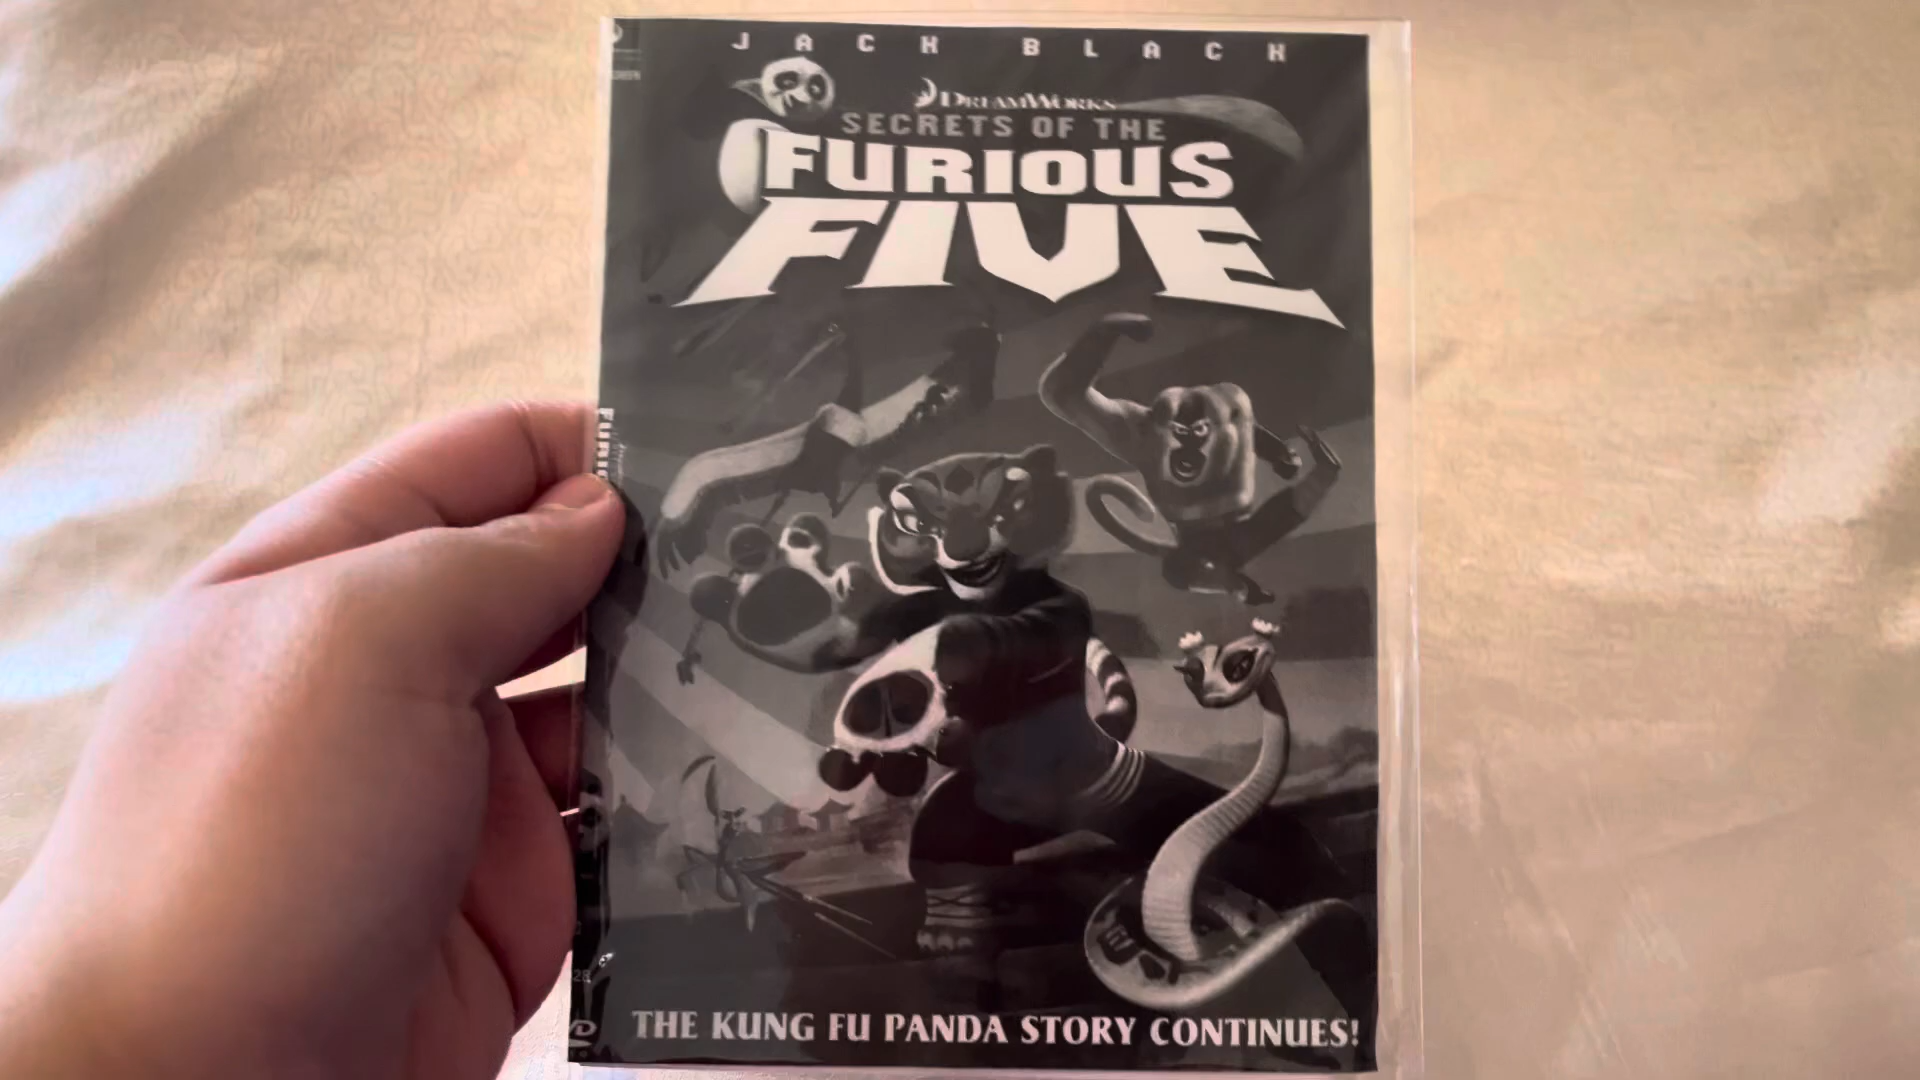 JACK BLACK
DREAMWORKS
SECRETS OF THE
FURIOUS
FIVE
THE KUNG FU PANDA STORY CONTINUES!